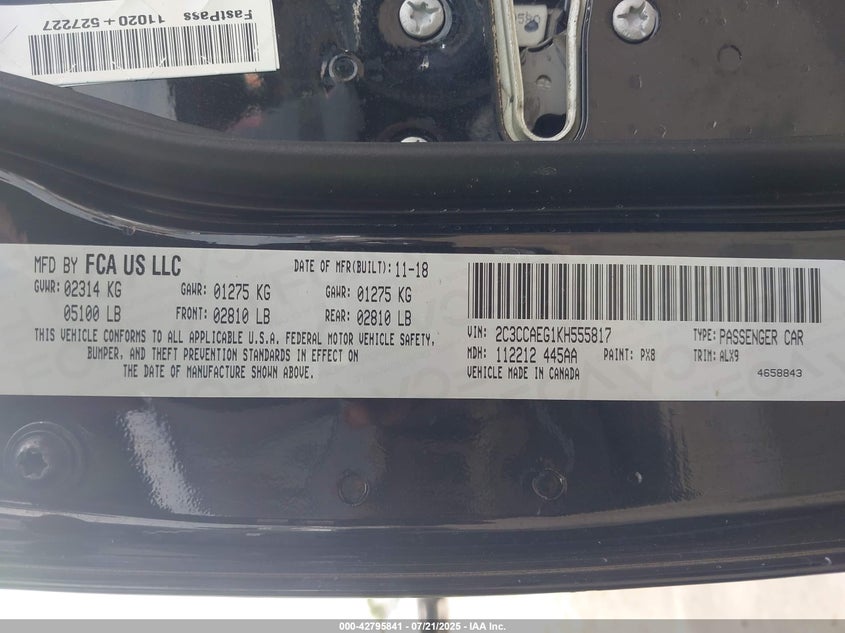 FastPass
11020+527227
MFD BY FCA US LLC
DATE OF MFR(BUILT): 11-18
GVWR: 02314 KG
GAWR: 01275 KG
GAWR: 01275 KG
05100 LB
FRONT: 02810 LB
REAR: 02810 LB
THIS VEHICLE CONFORMS TO ALL APPLICABLE U.S.A. FEDERAL MOTOR VEHICLE SAFETY,
BUMPER, AND THEFT PREVENTION STANDARDS IN EFFECT ON
THE DATE OF MANUFACTURE SHOWN ABOVE.
VIN: 2C3CCAEG1KH555817
TYPE: PASSENGER CAR
MDH: 112212 445AA
PAINT: PX8
TRIM: ALX9
VEHICLE MADE IN CANADA
4658843
000-42795841 - 07/21/2025 - IAA Inc.